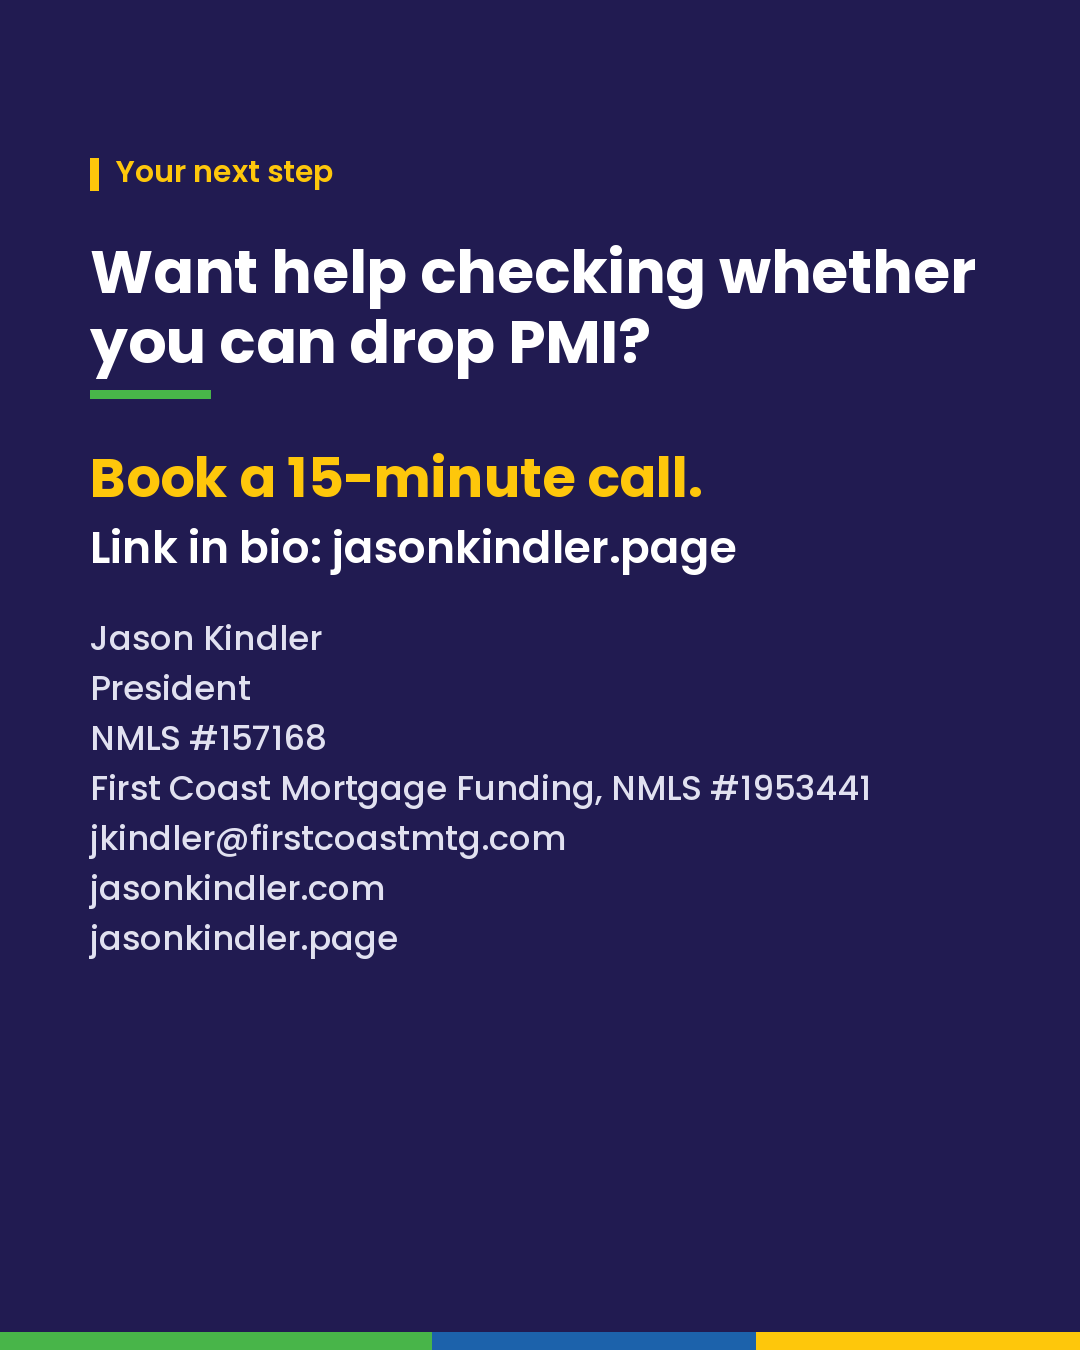 Your next step
Want help checking whether
you can drop PMI?
Book a 15-minute call.
Link in bio: jasonkindler.page
Jason Kindler
President
NMLS #157168
First Coast Mortgage Funding, NMLS #1953441
jkindler@firstcoastmtg.com
jasonkindler.com
jasonkindler.page